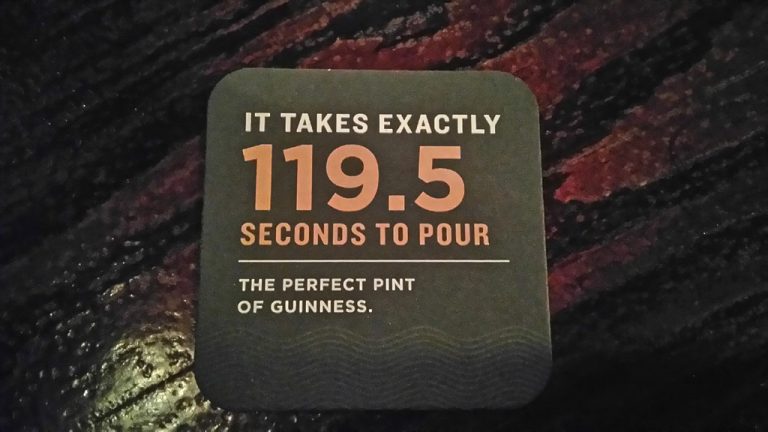 IT TAKES EXACTLY
119.5
SECONDS TO POUR
THE PERFECT PINT
OF GUINNESS.